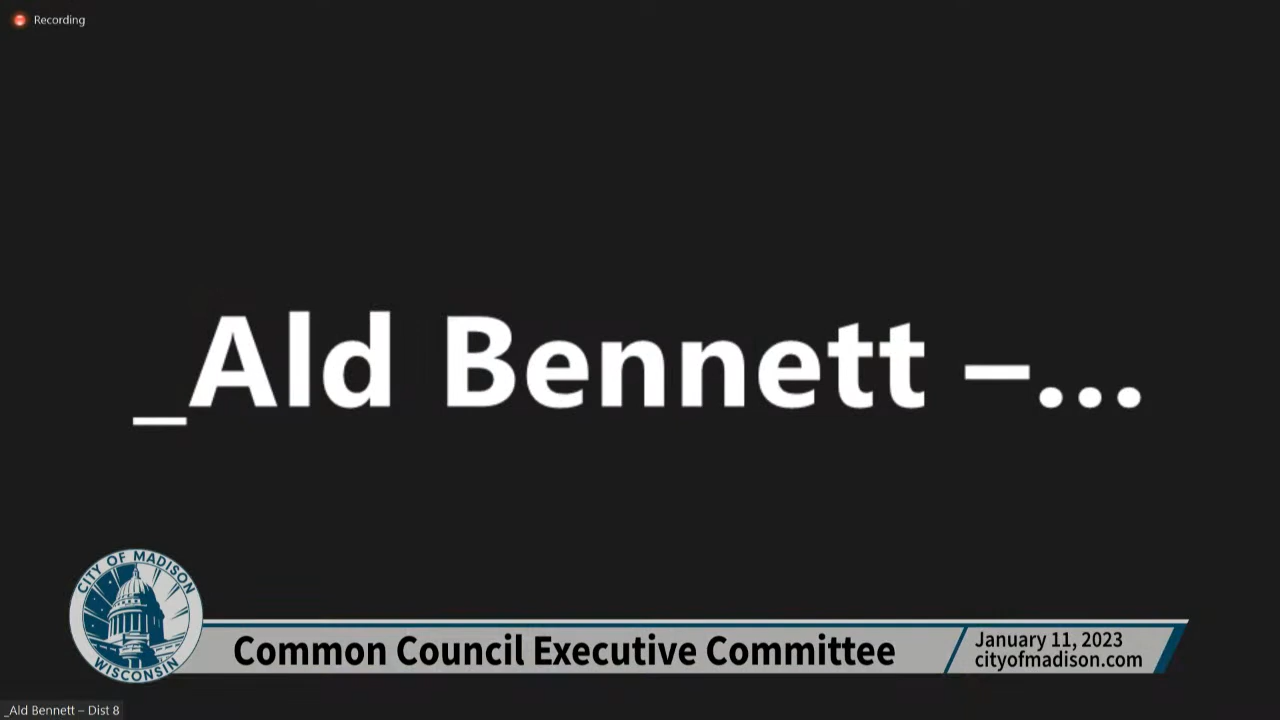 Recording
_Ald Bennett –...
CITY OF MADISON
WISCONSIN
Common Council Executive Committee
January 11, 2023
cityofmadison.com
_Ald Bennett – Dist 8